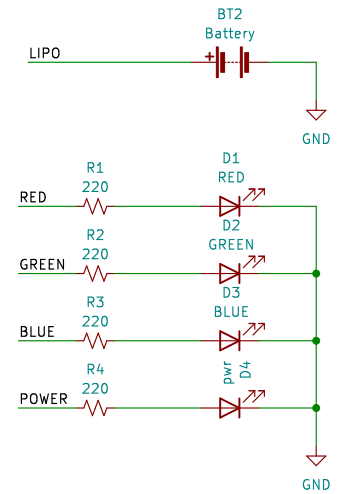 BT2
Battery
LIPO
+
GND
R1
220
D1
RED
RED
R2
220
D2
GREEN
GREEN
R3
220
D3
BLUE
BLUE
R4
220
pwr
D4
POWER
GND